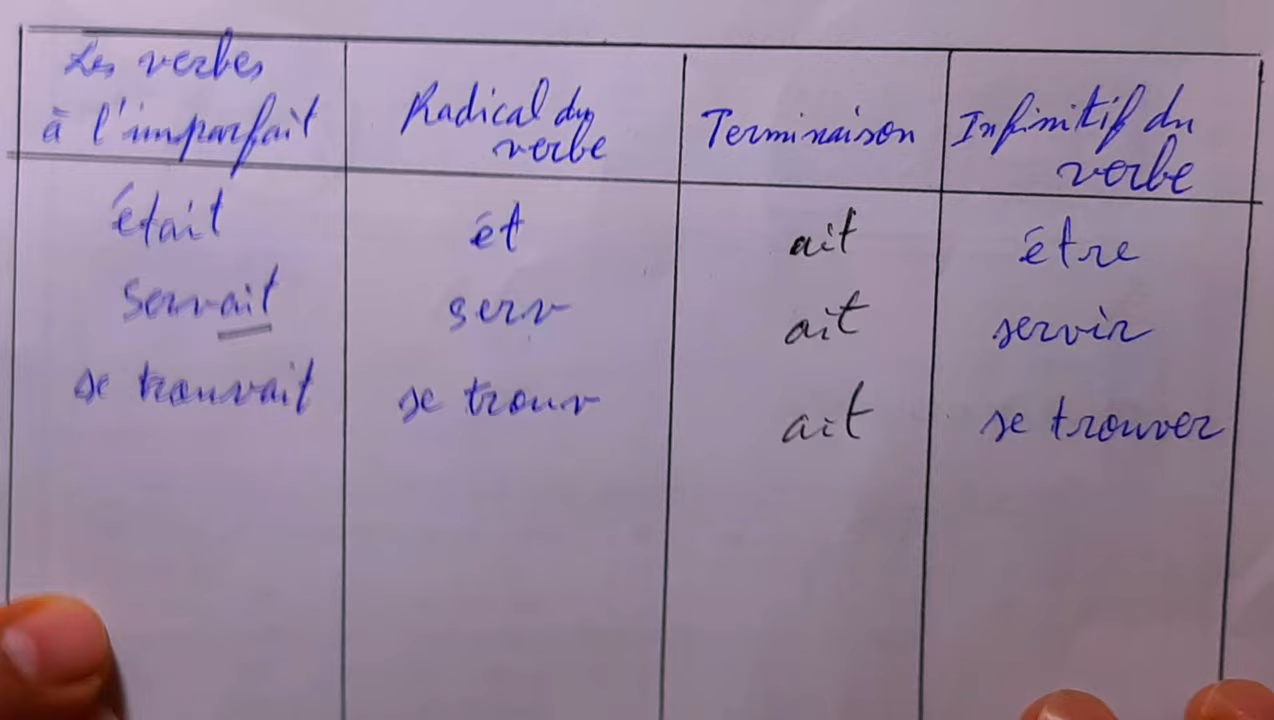 Les verbes
à l'imparfait
Radical du
verbe
Terminaison
Infinitif du
verbe
était
ét
ait
étre
servait
serv
ait
servir
se trouvait
se trouv
ait
se trouver